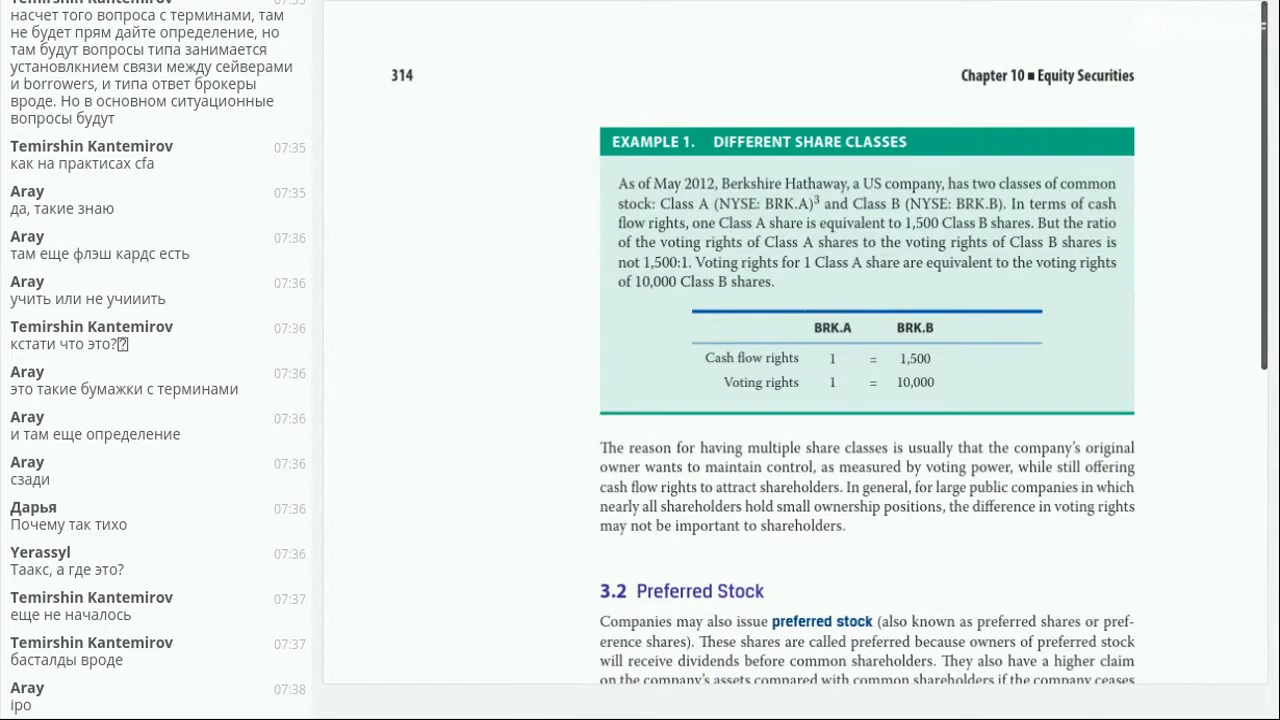 Temirshin Kantemirov 07:35
насчет того вопроса с терминами, там
не будет прям дайте определение, но
там будут вопросы типа занимается
установлкнием связи между сейверами
и borrowers, и типа ответ брокеры
вроде. Но в основном ситуационные
вопросы будут
Temirshin Kantemirov 07:35
как на практисах cfa
Aray 07:35
да, такие знаю
Aray 07:36
там еще флэш кардс есть
Aray 07:36
учить или не учииить
Temirshin Kantemirov 07:36
кстати что это?
Aray 07:36
это такие бумажки с терминами
Aray 07:36
и там еще определение
Aray 07:36
сзади
Дарья 07:36
Почему так тихо
Yerassyl 07:36
Таакс, а где это?
Temirshin Kantemirov 07:37
еще не началось
Temirshin Kantemirov 07:37
басталды вроде
Aray 07:38
ipo
314 Chapter 10 ■ Equity Securities
EXAMPLE 1. DIFFERENT SHARE CLASSES
As of May 2012, Berkshire Hathaway, a US company, has two classes of common
stock: Class A (NYSE: BRK.A)3 and Class B (NYSE: BRK.B). In terms of cash
flow rights, one Class A share is equivalent to 1,500 Class B shares. But the ratio
of the voting rights of Class A shares to the voting rights of Class B shares is
not 1,500:1. Voting rights for 1 Class A share are equivalent to the voting rights
of 10,000 Class B shares.
BRK.A BRK.B
Cash flow rights 1 = 1,500
Voting rights 1 = 10,000
The reason for having multiple share classes is usually that the company's original
owner wants to maintain control, as measured by voting power, while still offering
cash flow rights to attract shareholders. In general, for large public companies in which
nearly all shareholders hold small ownership positions, the difference in voting rights
may not be important to shareholders.
3.2 Preferred Stock
Companies may also issue preferred stock (also known as preferred shares or pref-
erence shares). These shares are called preferred because owners of preferred stock
will receive dividends before common shareholders. They also have a higher claim
on the company's assets compared with common shareholders if the company ceases